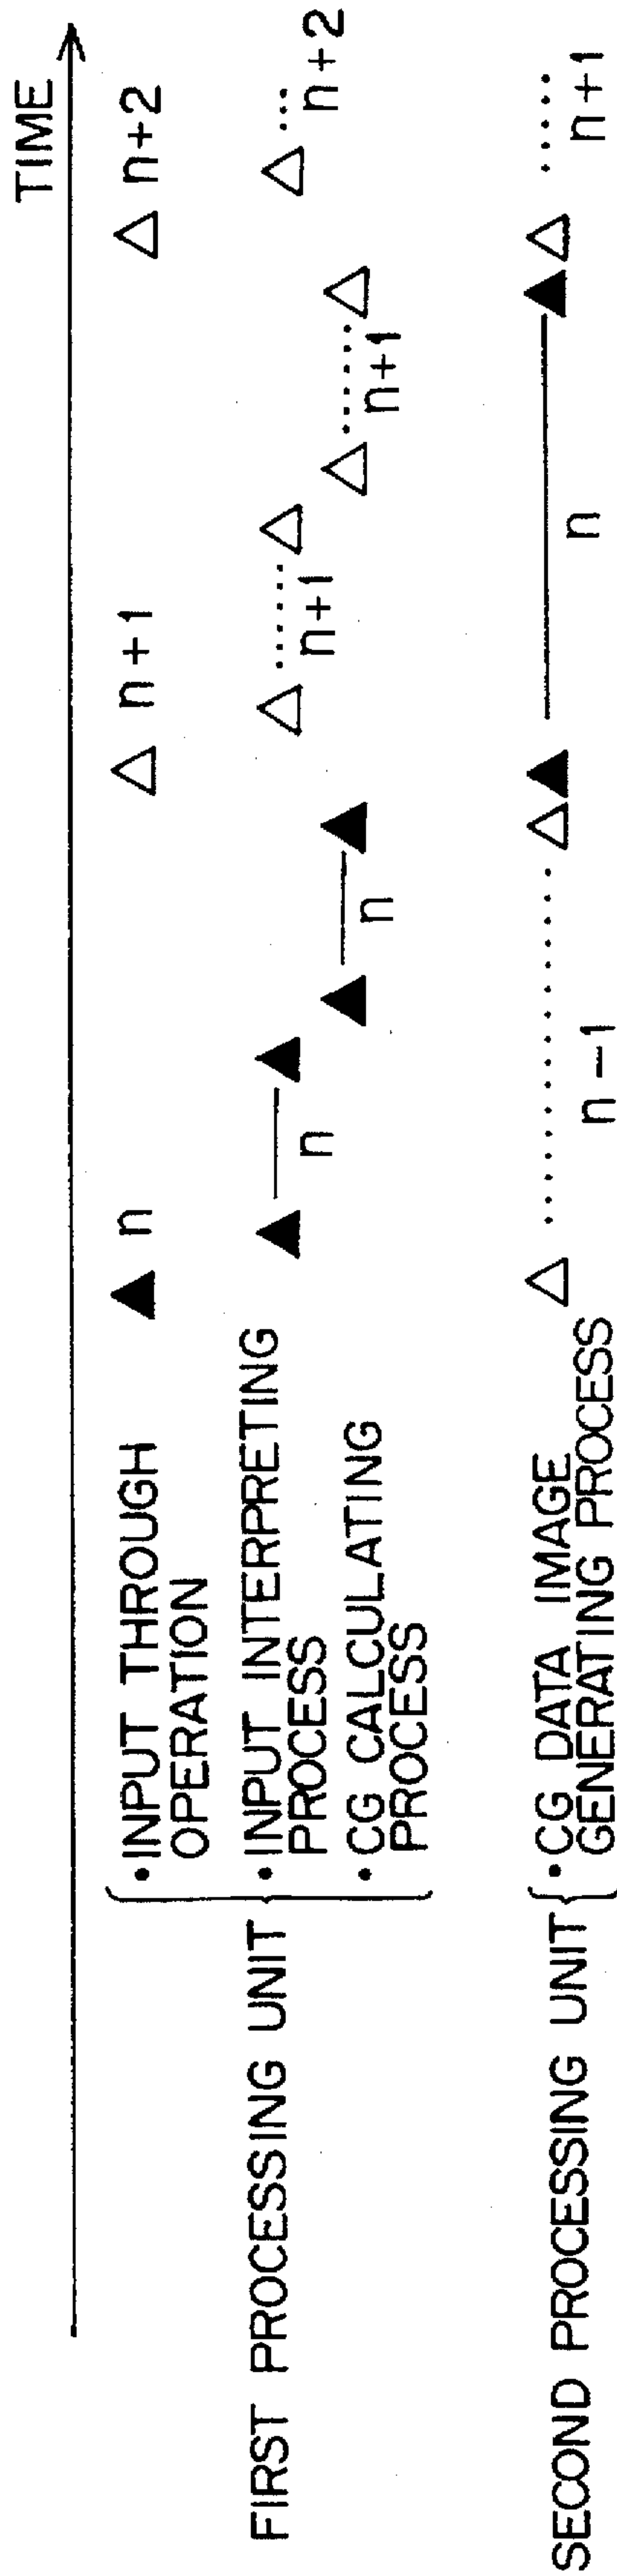 TIME
n
n+1
n+2
FIRST PROCESSING UNIT
•INPUT THROUGH
OPERATION
•INPUT INTERPRETING
PROCESS
n
n+1
n+2
•CG CALCULATING
PROCESS
n
n+1
SECOND PROCESSING UNIT
•CG DATA IMAGE
GENERATING PROCESS
n-1
n
n+1